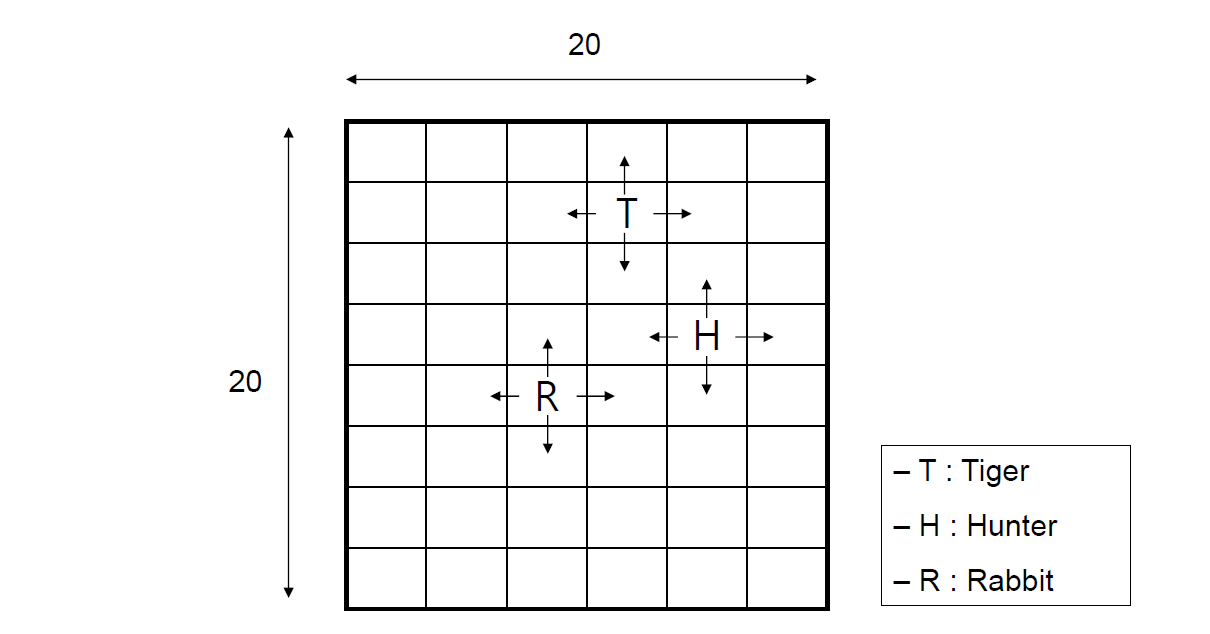 20
T
H
20
R
– T : Tiger
– H : Hunter
– R : Rabbit